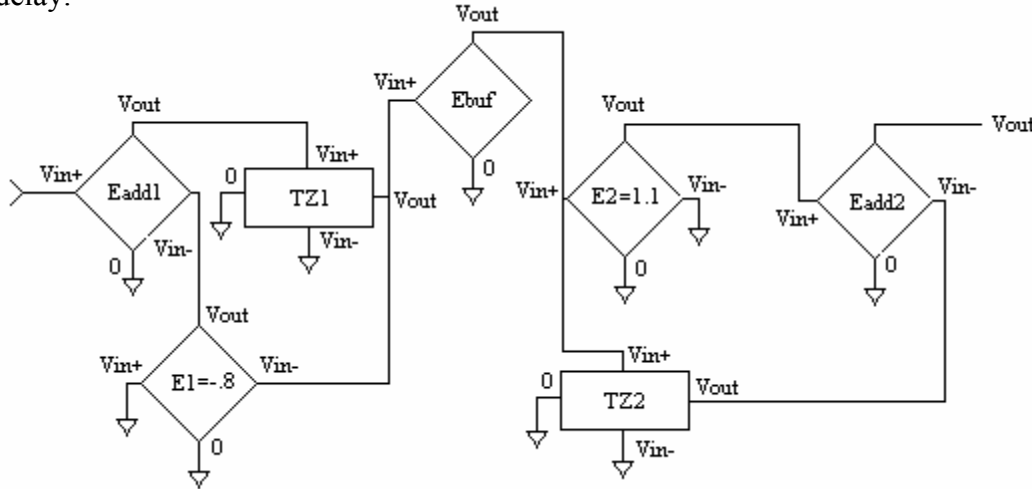 delay.
Vout
Vin+
Ebuf
0
Vout
Vin+
Eadd1
Vin-
0
Vin+
0
TZ1
Vout
Vin-
Vout
Vin+
E2=1.1
Vin-
0
Vout
Vin+
Eadd2
Vin-
0
Vout
Vin+
E1=-.8
Vin-
0
Vin+
0
TZ2
Vout
Vin-